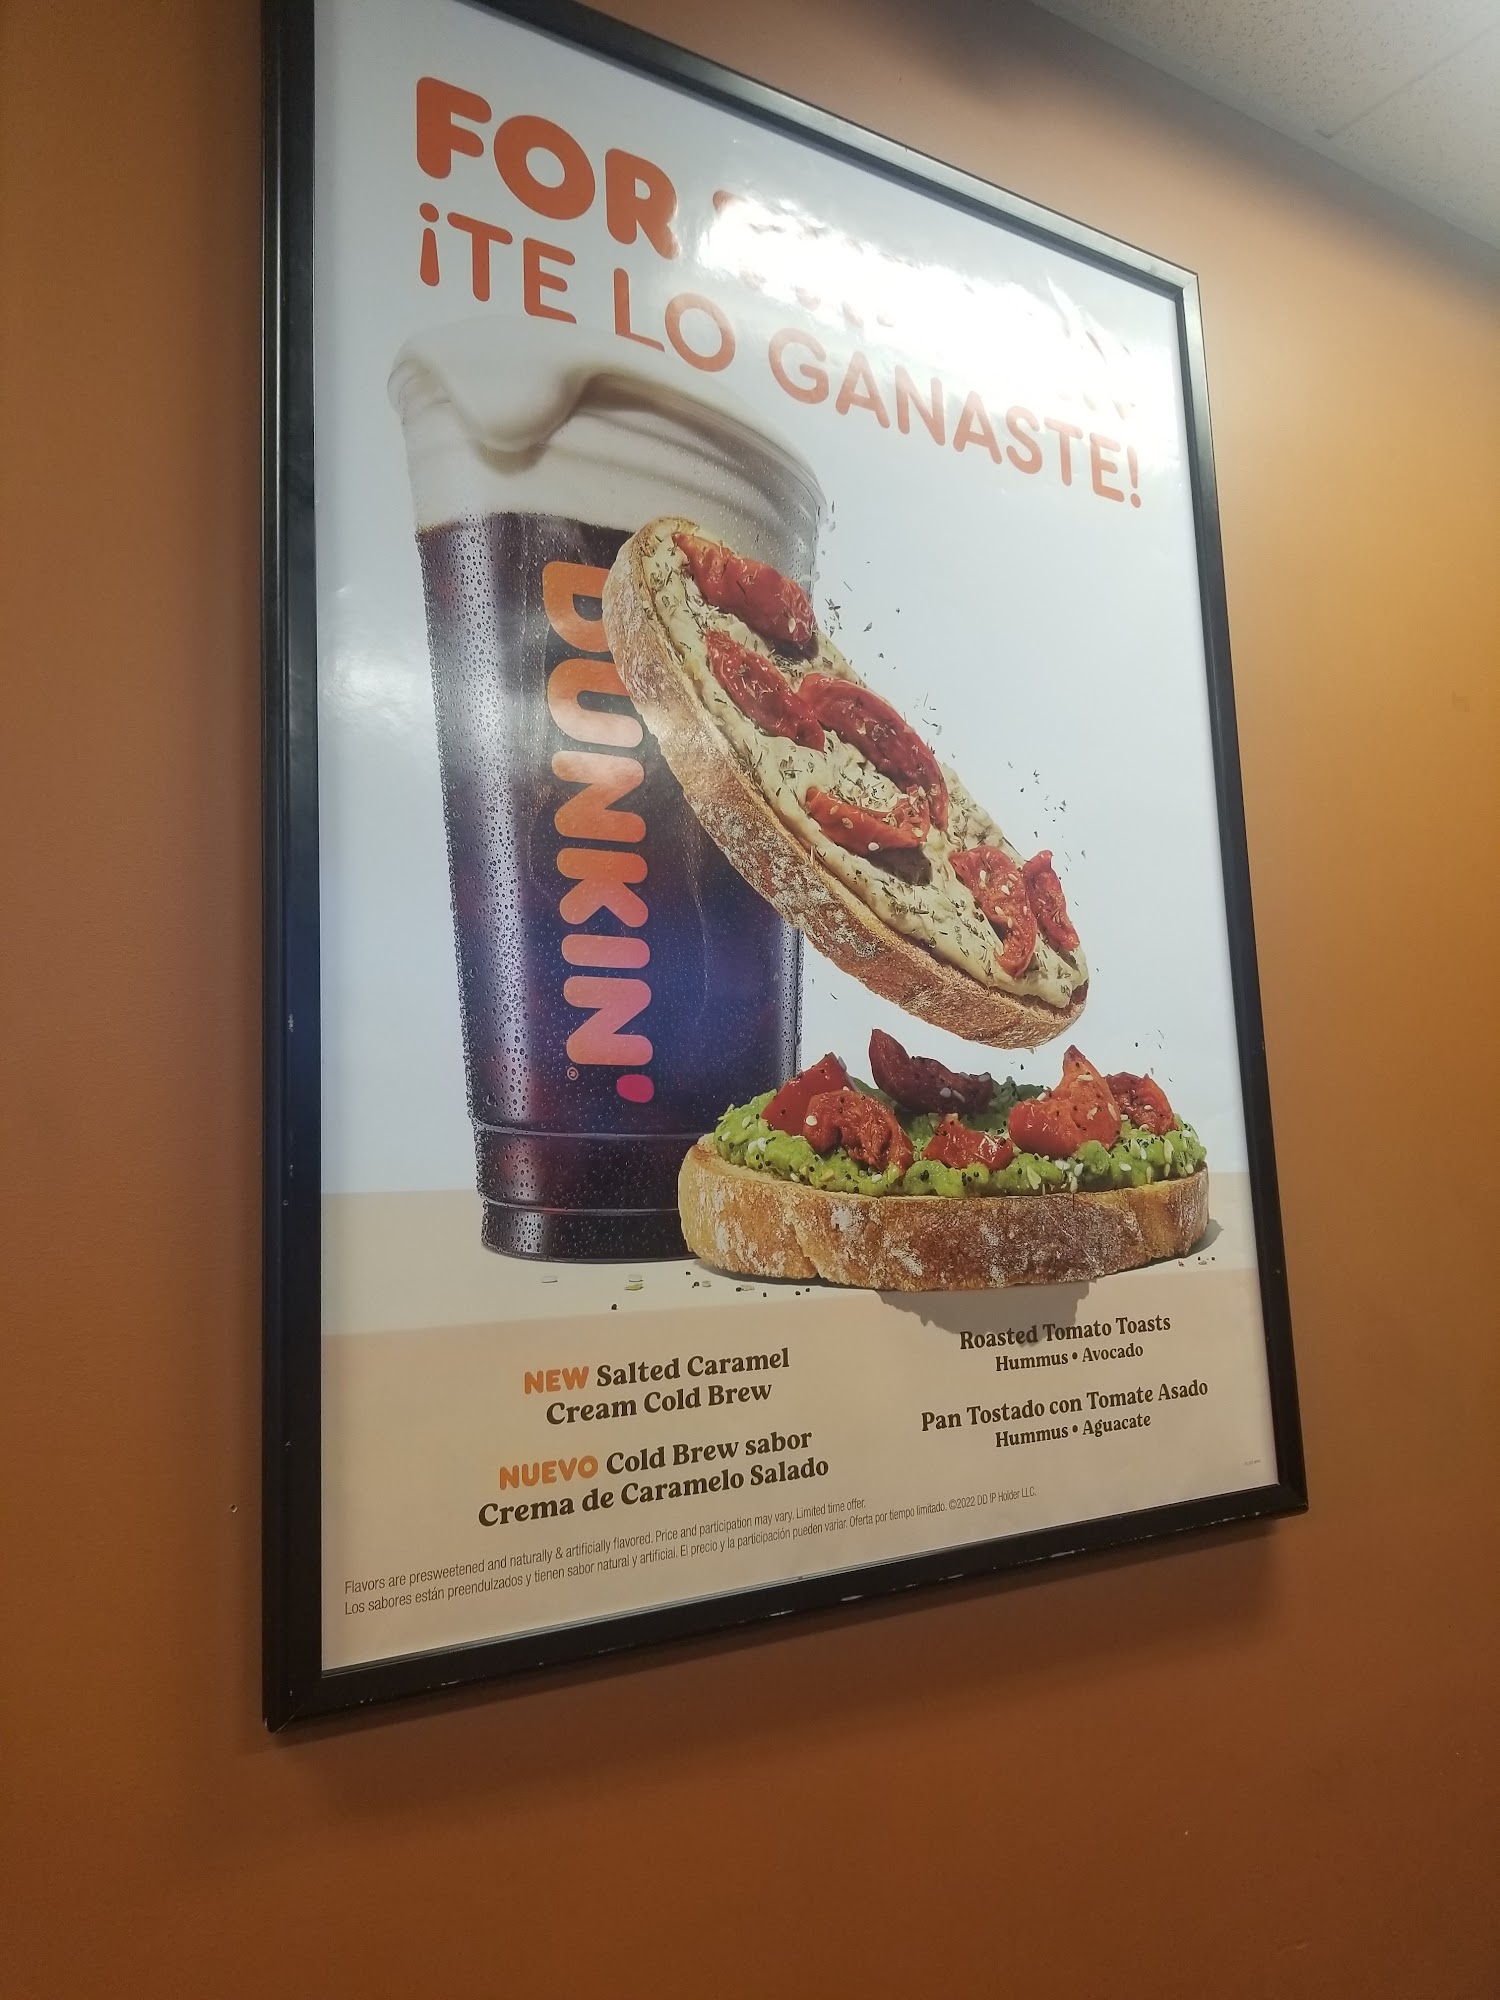 FOR
¡TE LO GANASTE!
DUNKIN'
NEW Salted Caramel
Cream Cold Brew
NUEVO Cold Brew sabor
Crema de Caramelo Salado
Roasted Tomato Toasts
Hummus • Avocado
Pan Tostado con Tomate Asado
Hummus • Aguacate
Flavors are presweetened and naturally & artificially flavored. Price and participation may vary. Limited time offer.
Los sabores están preendulzados y tienen sabor natural y artificial. El precio y la participación pueden variar. Oferta por tiempo limitado. ©2022 DD IP Holder LLC.